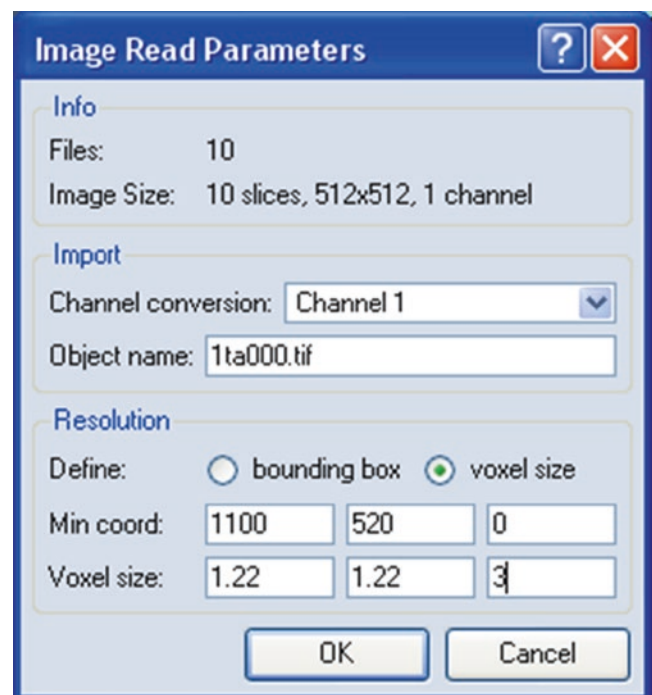 Image Read Parameters
Info
Files: 10
Image Size: 10 slices, 512x512, 1 channel
Import
Channel conversion: Channel 1
Object name: 1ta000.tif
Resolution
Define: bounding box voxel size
Min coord: 1100 520 0
Voxel size: 1.22 1.22 3
OK Cancel